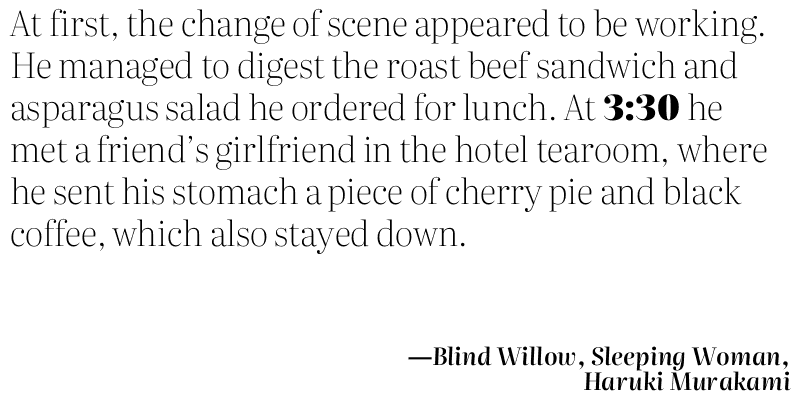 At first, the change of scene appeared to be working.
He managed to digest the roast beef sandwich and
asparagus salad he ordered for lunch. At 3:30 he
met a friend’s girlfriend in the hotel tearoom, where
he sent his stomach a piece of cherry pie and black
coffee, which also stayed down.
—Blind Willow, Sleeping Woman,
Haruki Murakami